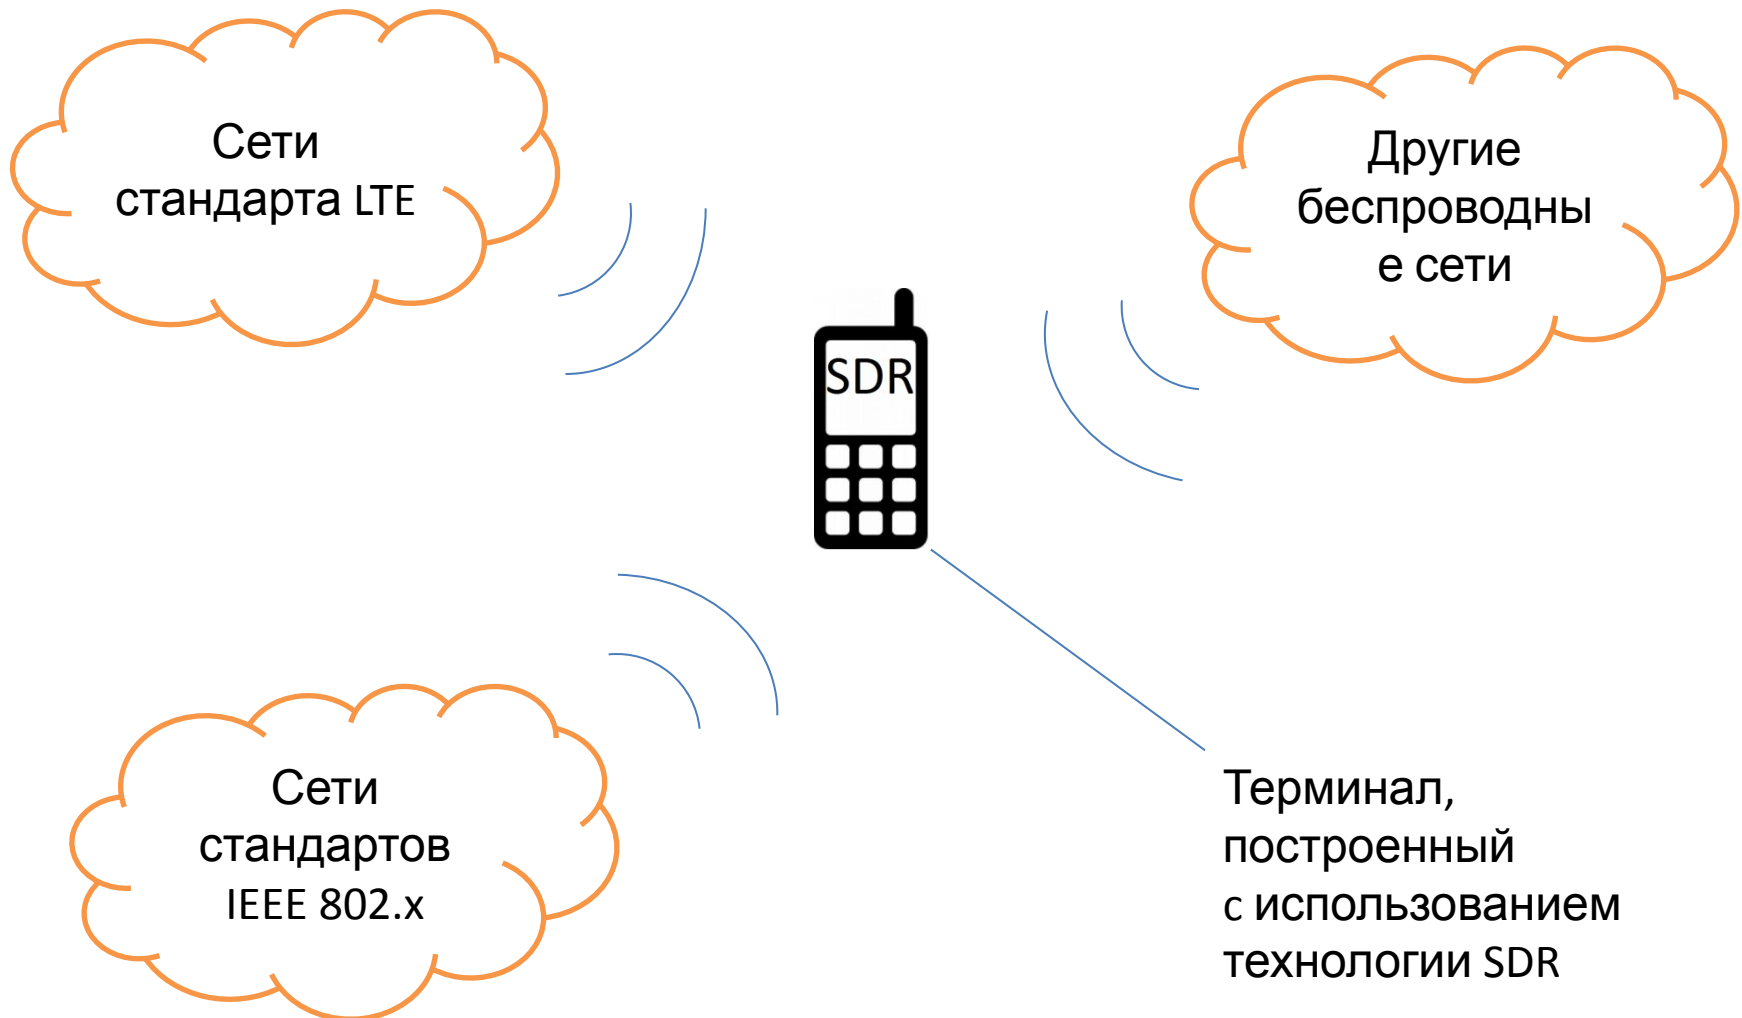 Сети
стандарта LTE
Другие
беспроводны
е сети
SDR
Сети
стандартов
IEEE 802.x
Терминал,
построенный
с использованием
технологии SDR